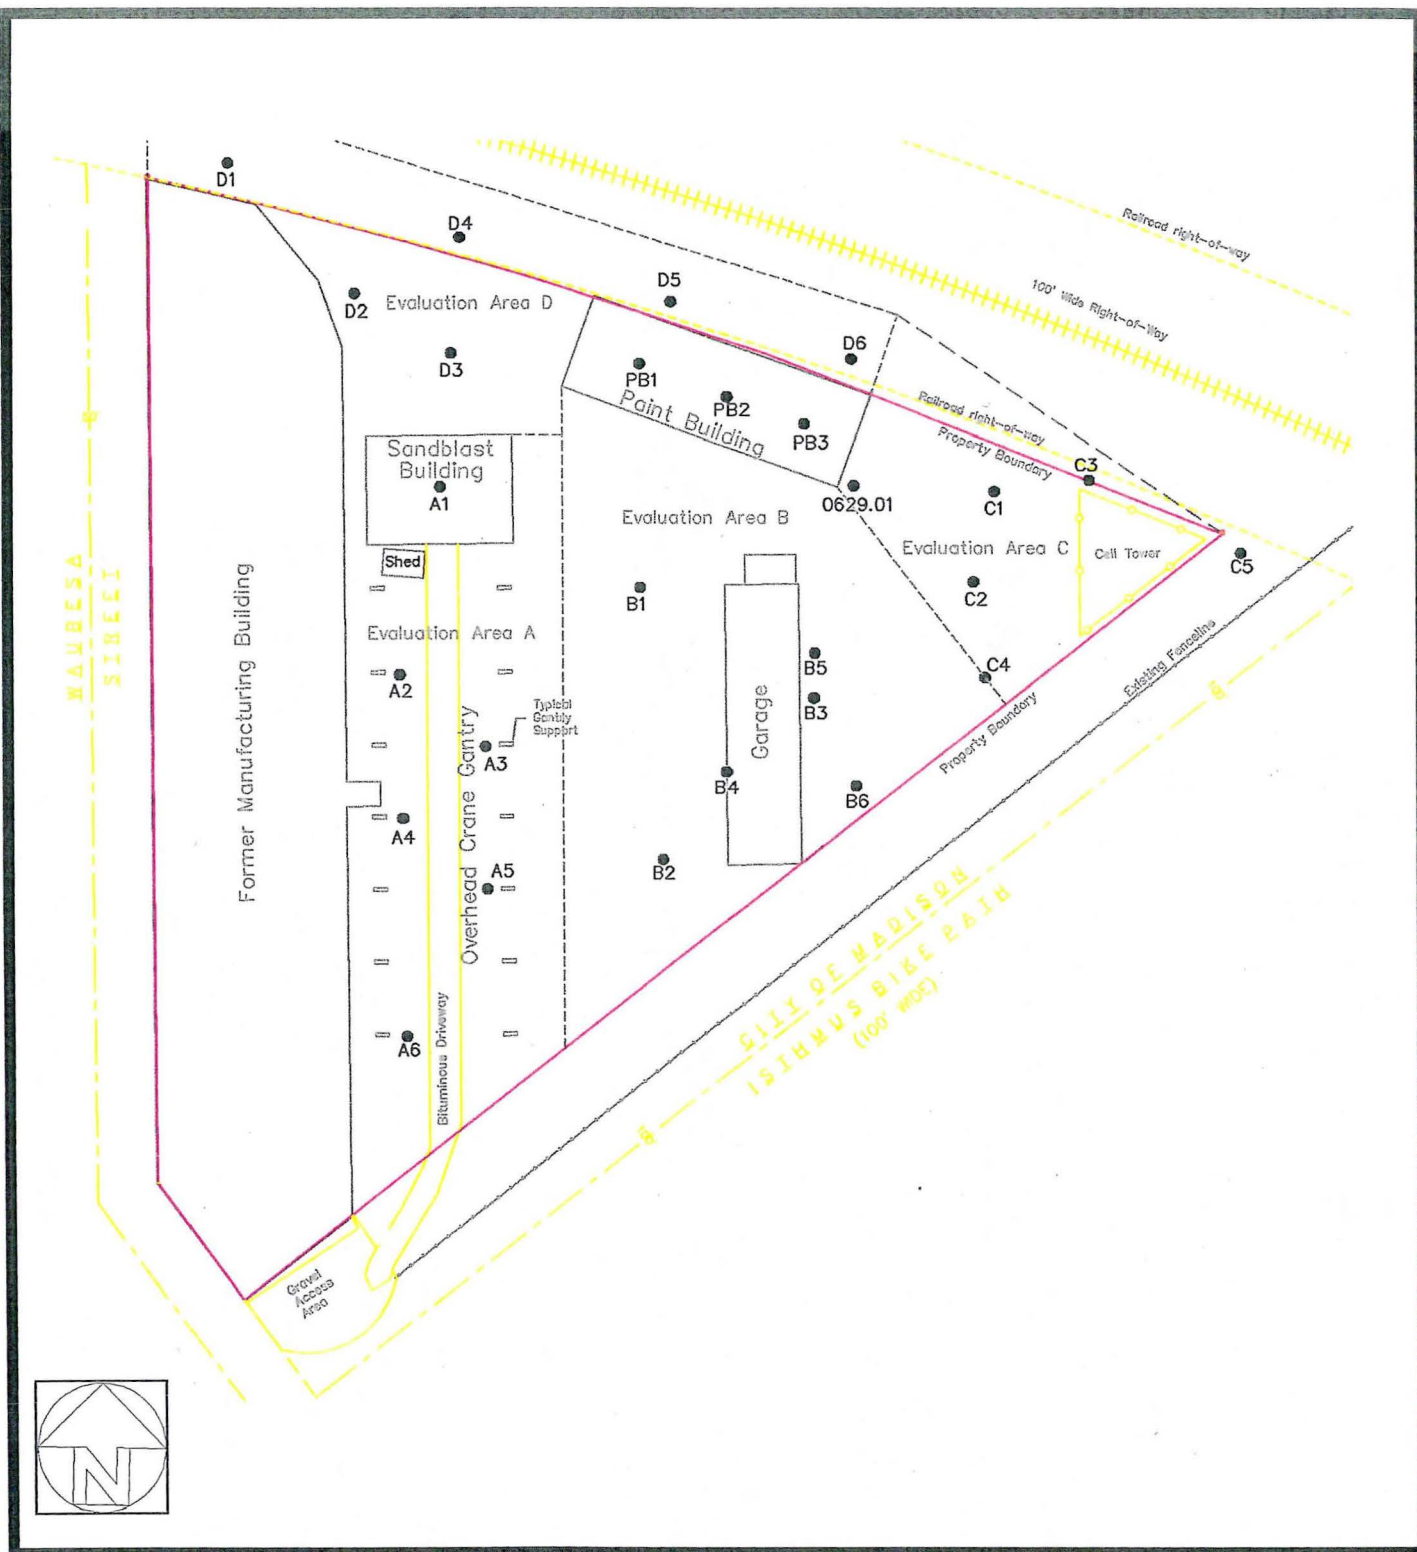 D1
D4
D5
D2
Evaluation Area D
D3
D6
PB1
PB2
PB3
Paint Building
Railroad right-of-way
100' Wide Right-of-Way
Railroad right-of-way
Property Boundary
C3
Sandblast
Building
A1
0629.01
C1
Evaluation Area B
Evaluation Area C
Cell Tower
C5
Shed
B1
C2
WAUBESA
STREET
Former Manufacturing Building
Evaluation Area A
A2
B5
B3
C4
Existing Fenceline
Property Boundary
Typical
Gantry
Support
A3
Overhead Crane Gantry
Garage
B4
B6
A4
A5
B2
CITY OF MADISON
ISTHMUS BIKE PATH
(100' WIDE)
A6
Bituminous Driveway
Gravel
Access
Area
N